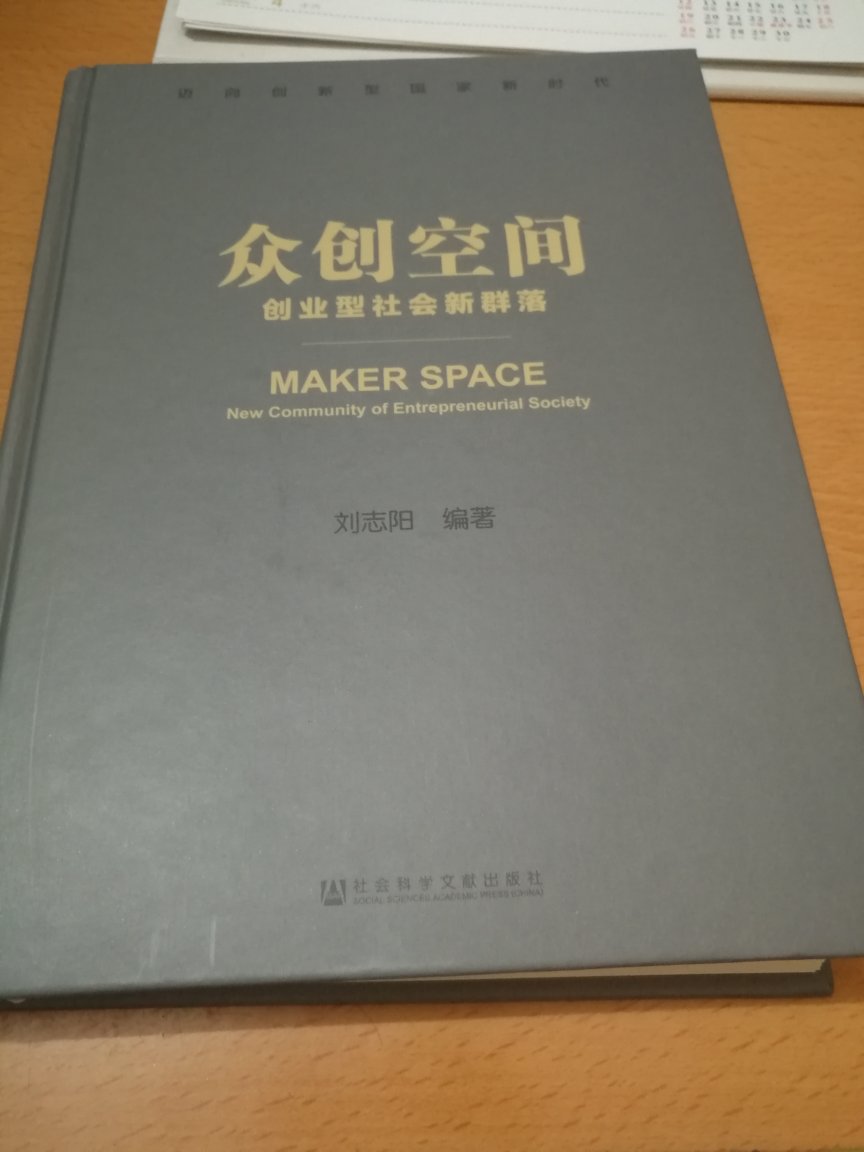 迈向创新型国家新时代
众创空间
创业型社会新群落
MAKER SPACE
New Community of Entrepreneurial Society
刘志阳 编著
社会科学文献出版社
SOCIAL SCIENCES ACADEMIC PRESS (CHINA)